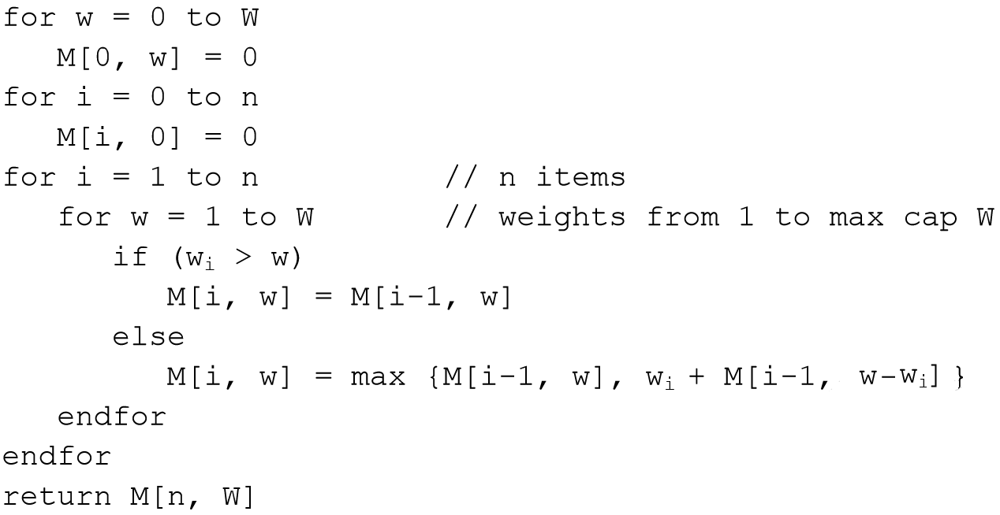 for w = 0 to W
M[0, w] = 0
for i = 0 to n
M[i, 0] = 0
for i = 1 to n // n items
for w = 1 to W // weights from 1 to max cap W
if (wᵢ > w)
M[i, w] = M[i-1, w]
else
M[i, w] = max {M[i-1, w], wᵢ + M[i-1, w-wᵢ] }
endfor
endfor
return M[n, W]